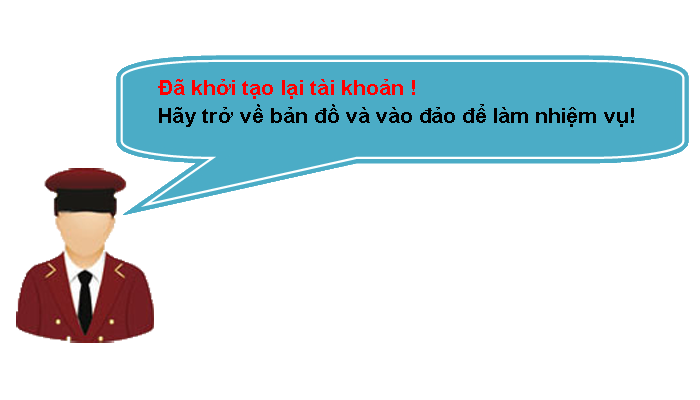 Đã khởi tạo lại tài khoản !
Hãy trở về bản đồ và vào đảo để làm nhiệm vụ!